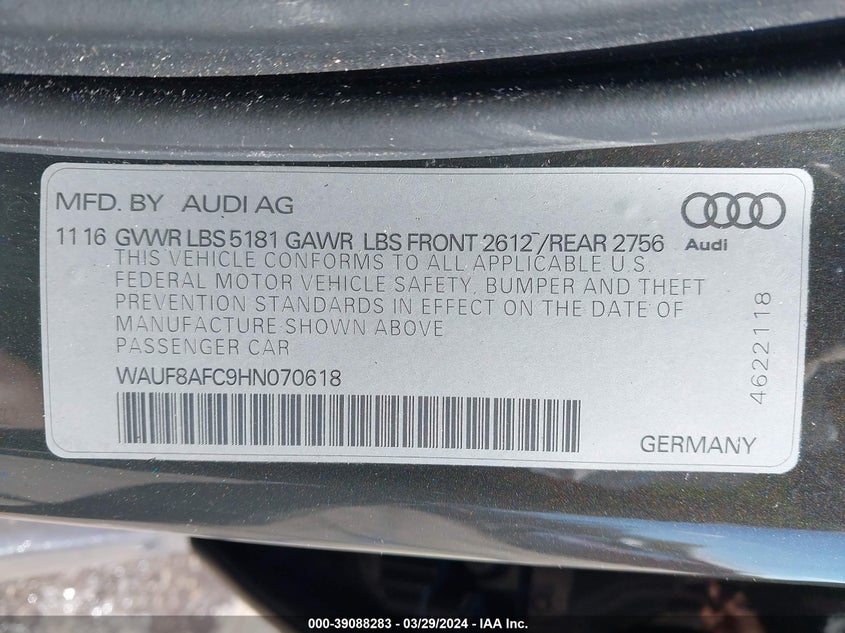 MFD. BY AUDI AG
11 16 GVWR LBS 5181 GAWR LBS FRONT 2612 /REAR 2756
Audi
THIS VEHICLE CONFORMS TO ALL APPLICABLE U.S.
FEDERAL MOTOR VEHICLE SAFETY, BUMPER AND THEFT
PREVENTION STANDARDS IN EFFECT ON THE DATE OF
MANUFACTURE SHOWN ABOVE
PASSENGER CAR
4622118
WAUF8AFC9HN070618
GERMANY
000-39088283 - 03/29/2024 - IAA Inc.